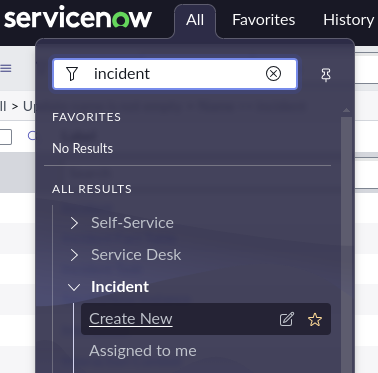 servicenow
All
Favorites
History
incident
FAVORITES
No Results
ALL RESULTS
Self-Service
Service Desk
Incident
Create New
Assigned to me